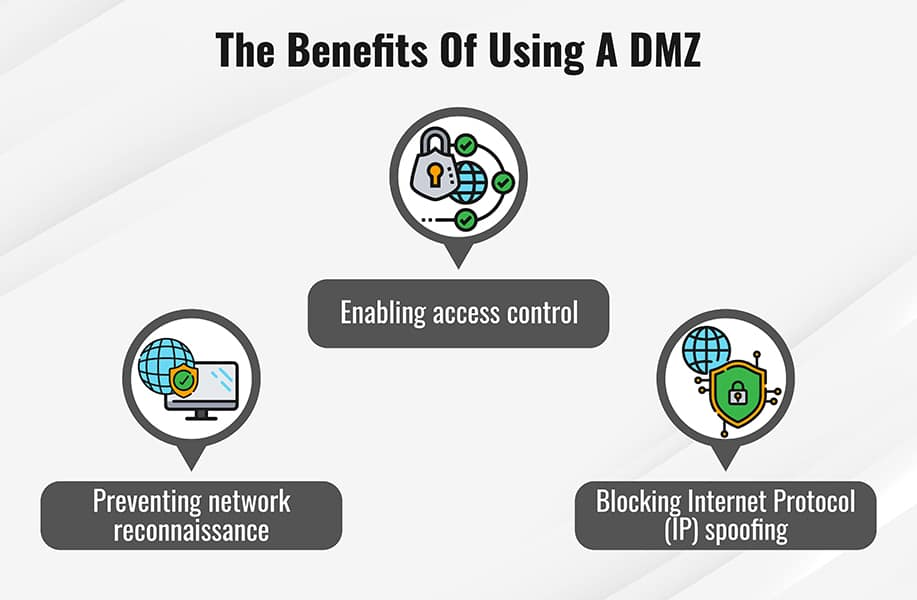 The Benefits Of Using A DMZ
Enabling access control
Preventing network
reconnaissance
Blocking Internet Protocol
(IP) spoofing